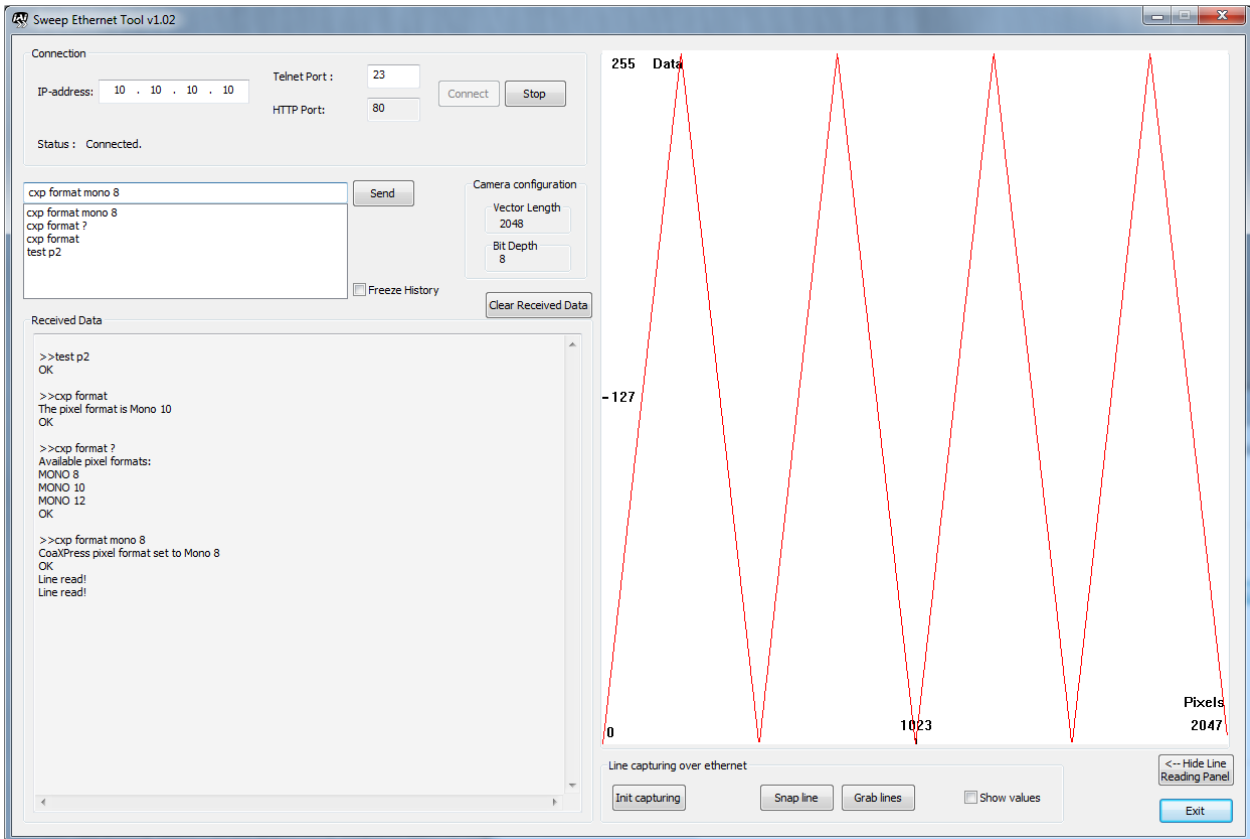 Sweep Ethernet Tool v1.02
Connection
IP-address: 10 . 10 . 10 . 10
Telnet Port : 23
HTTP Port: 80
Connect
Stop
Status : Connected.
cxp format mono 8
Send
cxp format mono 8
cxp format ?
cxp format
test p2
Freeze History
Camera configuration
Vector Length
2048
Bit Depth
8
Clear Received Data
Received Data
>>test p2
OK
>>cxp format
The pixel format is Mono 10
OK
>>cxp format ?
Available pixel formats:
MONO 8
MONO 10
MONO 12
OK
>>cxp format mono 8
CoaXPress pixel format set to Mono 8
OK
Line read!
Line read!
255 Data
-127
0
1023
Pixels
2047
Line capturing over ethernet
Init capturing
Snap line
Grab lines
Show values
<-- Hide Line
Reading Panel
Exit